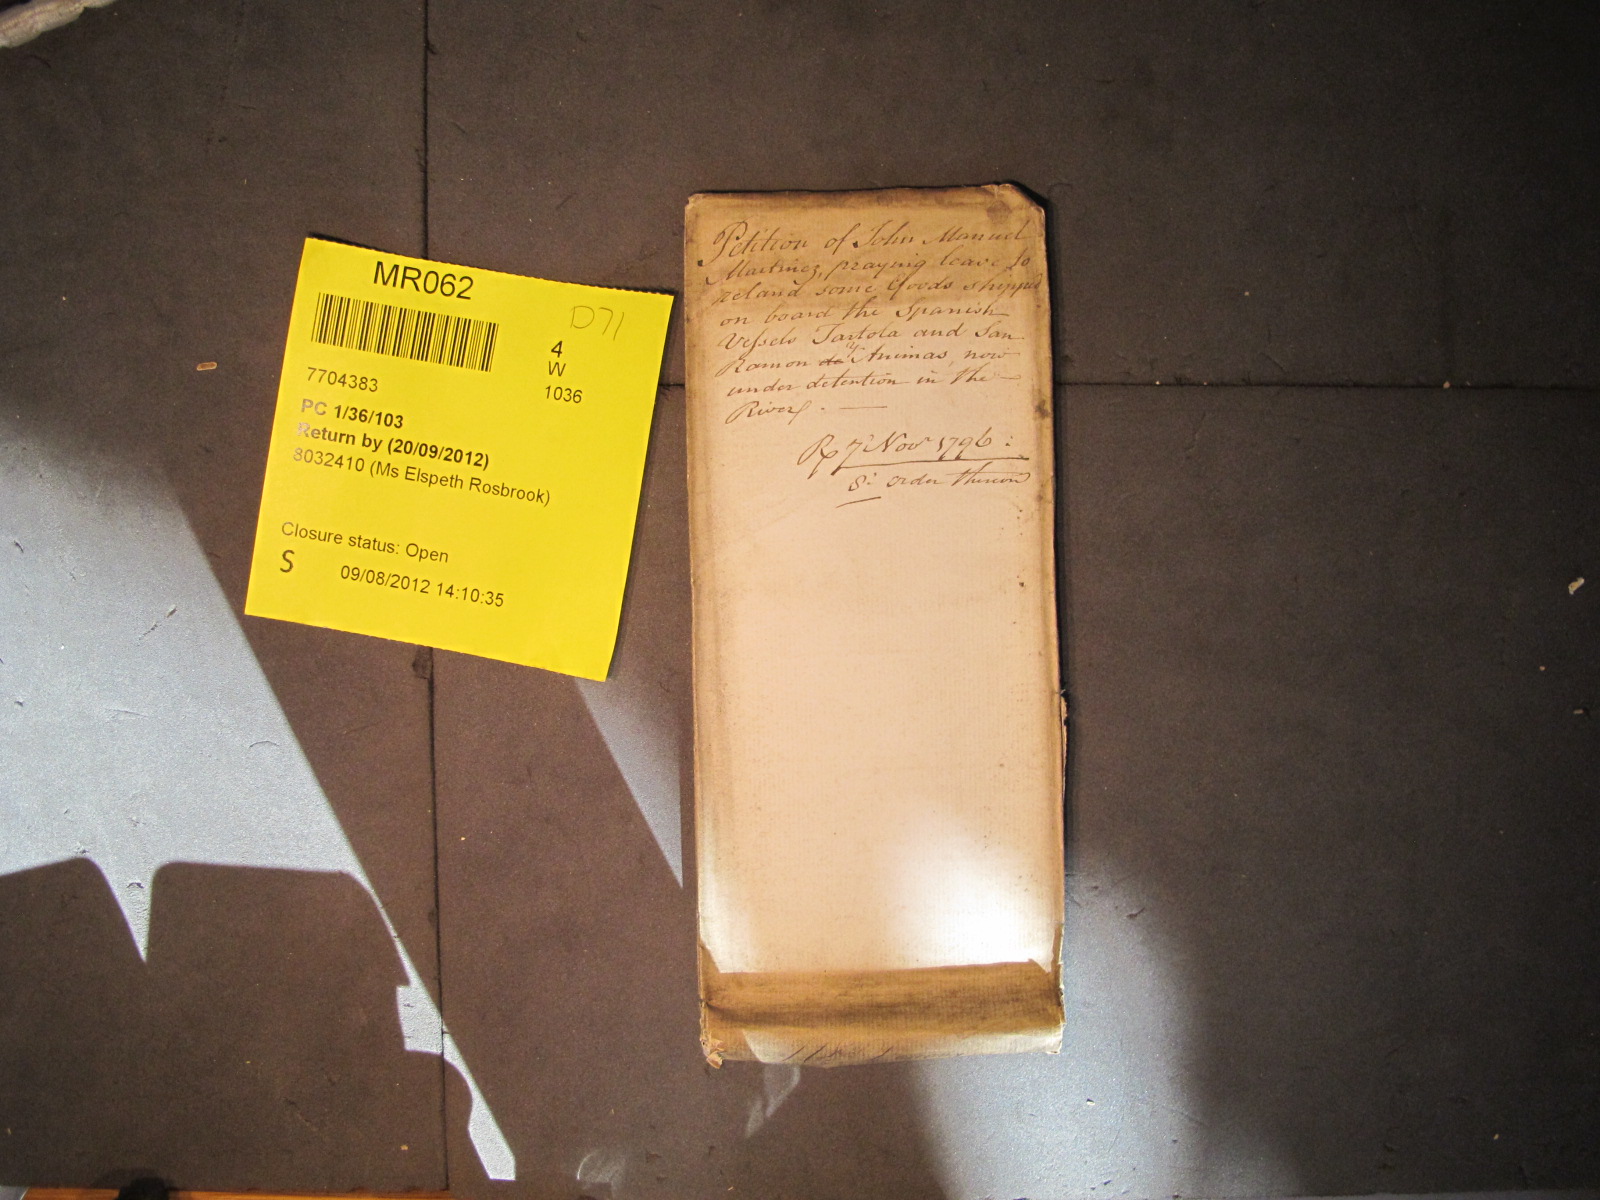 MR062
D71
4
W
1036
7704383
PC 1/36/103
Return by (20/09/2012)
8032410 (Ms Elspeth Rosbrook)
Closure status: Open
S
09/08/2012 14:10:35
Petition of John Manuel
Martinez, praying leave to
reland some Goods shipped
on board the Spanish
Vessels Tartola and San
Ramon de y Animas, now
under detention in the
River. —
R 7 Nov 1796:
8: order thereon